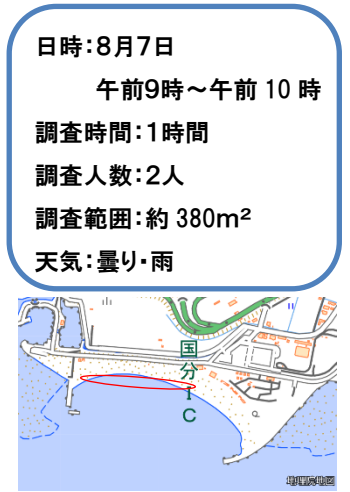 日時：８月７日
午前９時～午前 10 時
調査時間：１時間
調査人数：２人
調査範囲：約 380ｍ²
天気：曇り・雨
国分ＩＣ
地理院地図